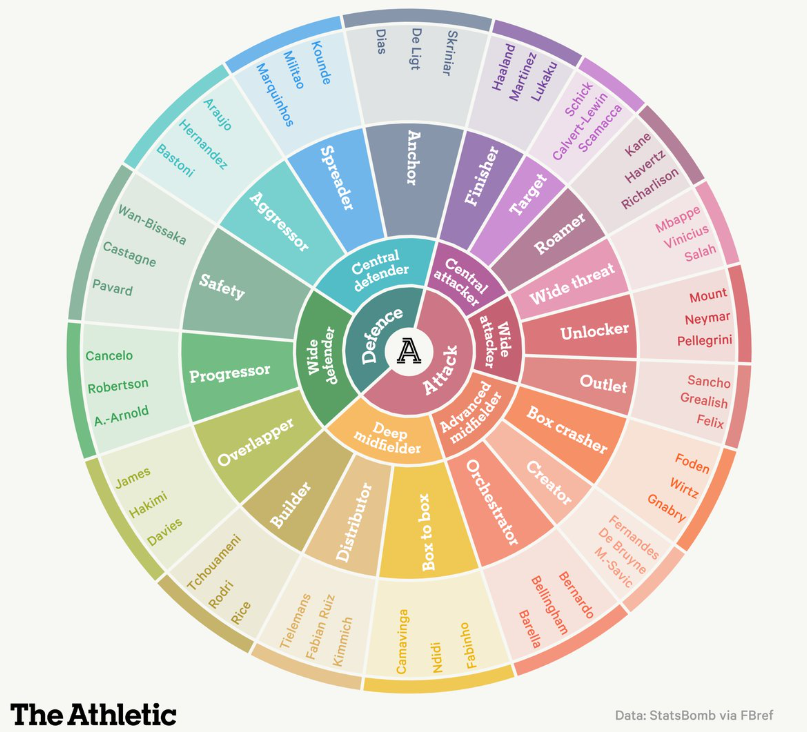 A
Defence
Attack
Central
defender
Central
attacker
Wide
attacker
Advanced
midfielder
Deep
midfielder
Wide
defender
Anchor
Dias
De Ligt
Skriniar
Finisher
Haaland
Martinez
Lukaku
Target
Schick
Calvert-Lewin
Scamacca
Roamer
Kane
Havertz
Richarlison
Wide threat
Mbappe
Vinicius
Salah
Unlocker
Mount
Neymar
Pellegrini
Outlet
Sancho
Grealish
Felix
Box crasher
Foden
Wirtz
Gnabry
Creator
Fernandes
De Bruyne
M.-Savic
Orchestrator
Bernardo
Bellingham
Barella
Box to box
Camavinga
Ndidi
Fabinho
Distributor
Tielemans
Fabian Ruiz
Kimmich
Builder
Tchouameni
Rodri
Rice
Overlapper
James
Hakimi
Davies
Progressor
Cancelo
Robertson
A.-Arnold
Safety
Wan-Bissaka
Castagne
Pavard
Aggressor
Araujo
Hernandez
Bastoni
Spreader
Marquinhos
Militao
Kounde
The Athletic
Data: StatsBomb via FBref